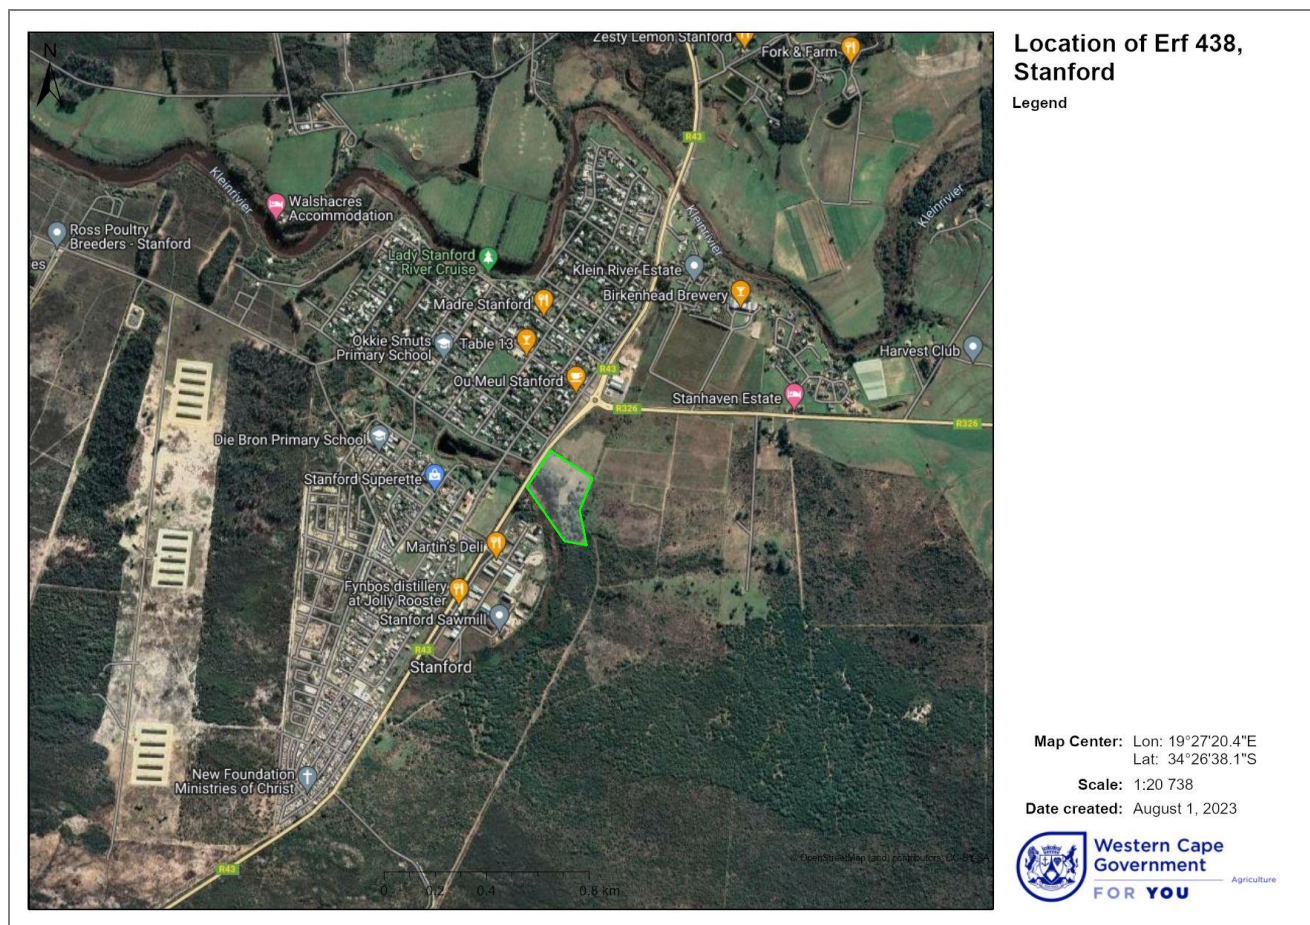 Location of Erf 438,
Stanford
Legend
N
Zesty Lemon Stanford
Fork & Farm
R43
Kleinrivier
Walshacres
Accommodation
Kleinrivier
Kleinrivier
Ross Poultry
Breeders - Stanford
es
Lady Stanford
River Cruise
Klein River Estate
Birkenhead Brewery
Madre Stanford
Okkie Smuts
Primary School
Table 13
Harvest Club
R43
Ou Meul Stanford
Stanhaven Estate
R326
R326
Die Bron Primary School
Stanford Superette
Martin's Deli
Fynbos distillery
at Jolly Rooster
Stanford Sawmill
R43
Stanford
New Foundation
Ministries of Christ
R43
OpenStreetMap (and) contributors, CC-BY-SA
0 0.2 0.4 0.8 km
Map Center: Lon: 19°27'20.4"E
Lat: 34°26'38.1"S
Scale: 1:20 738
Date created: August 1, 2023
Western Cape
Government
Agriculture
FOR YOU